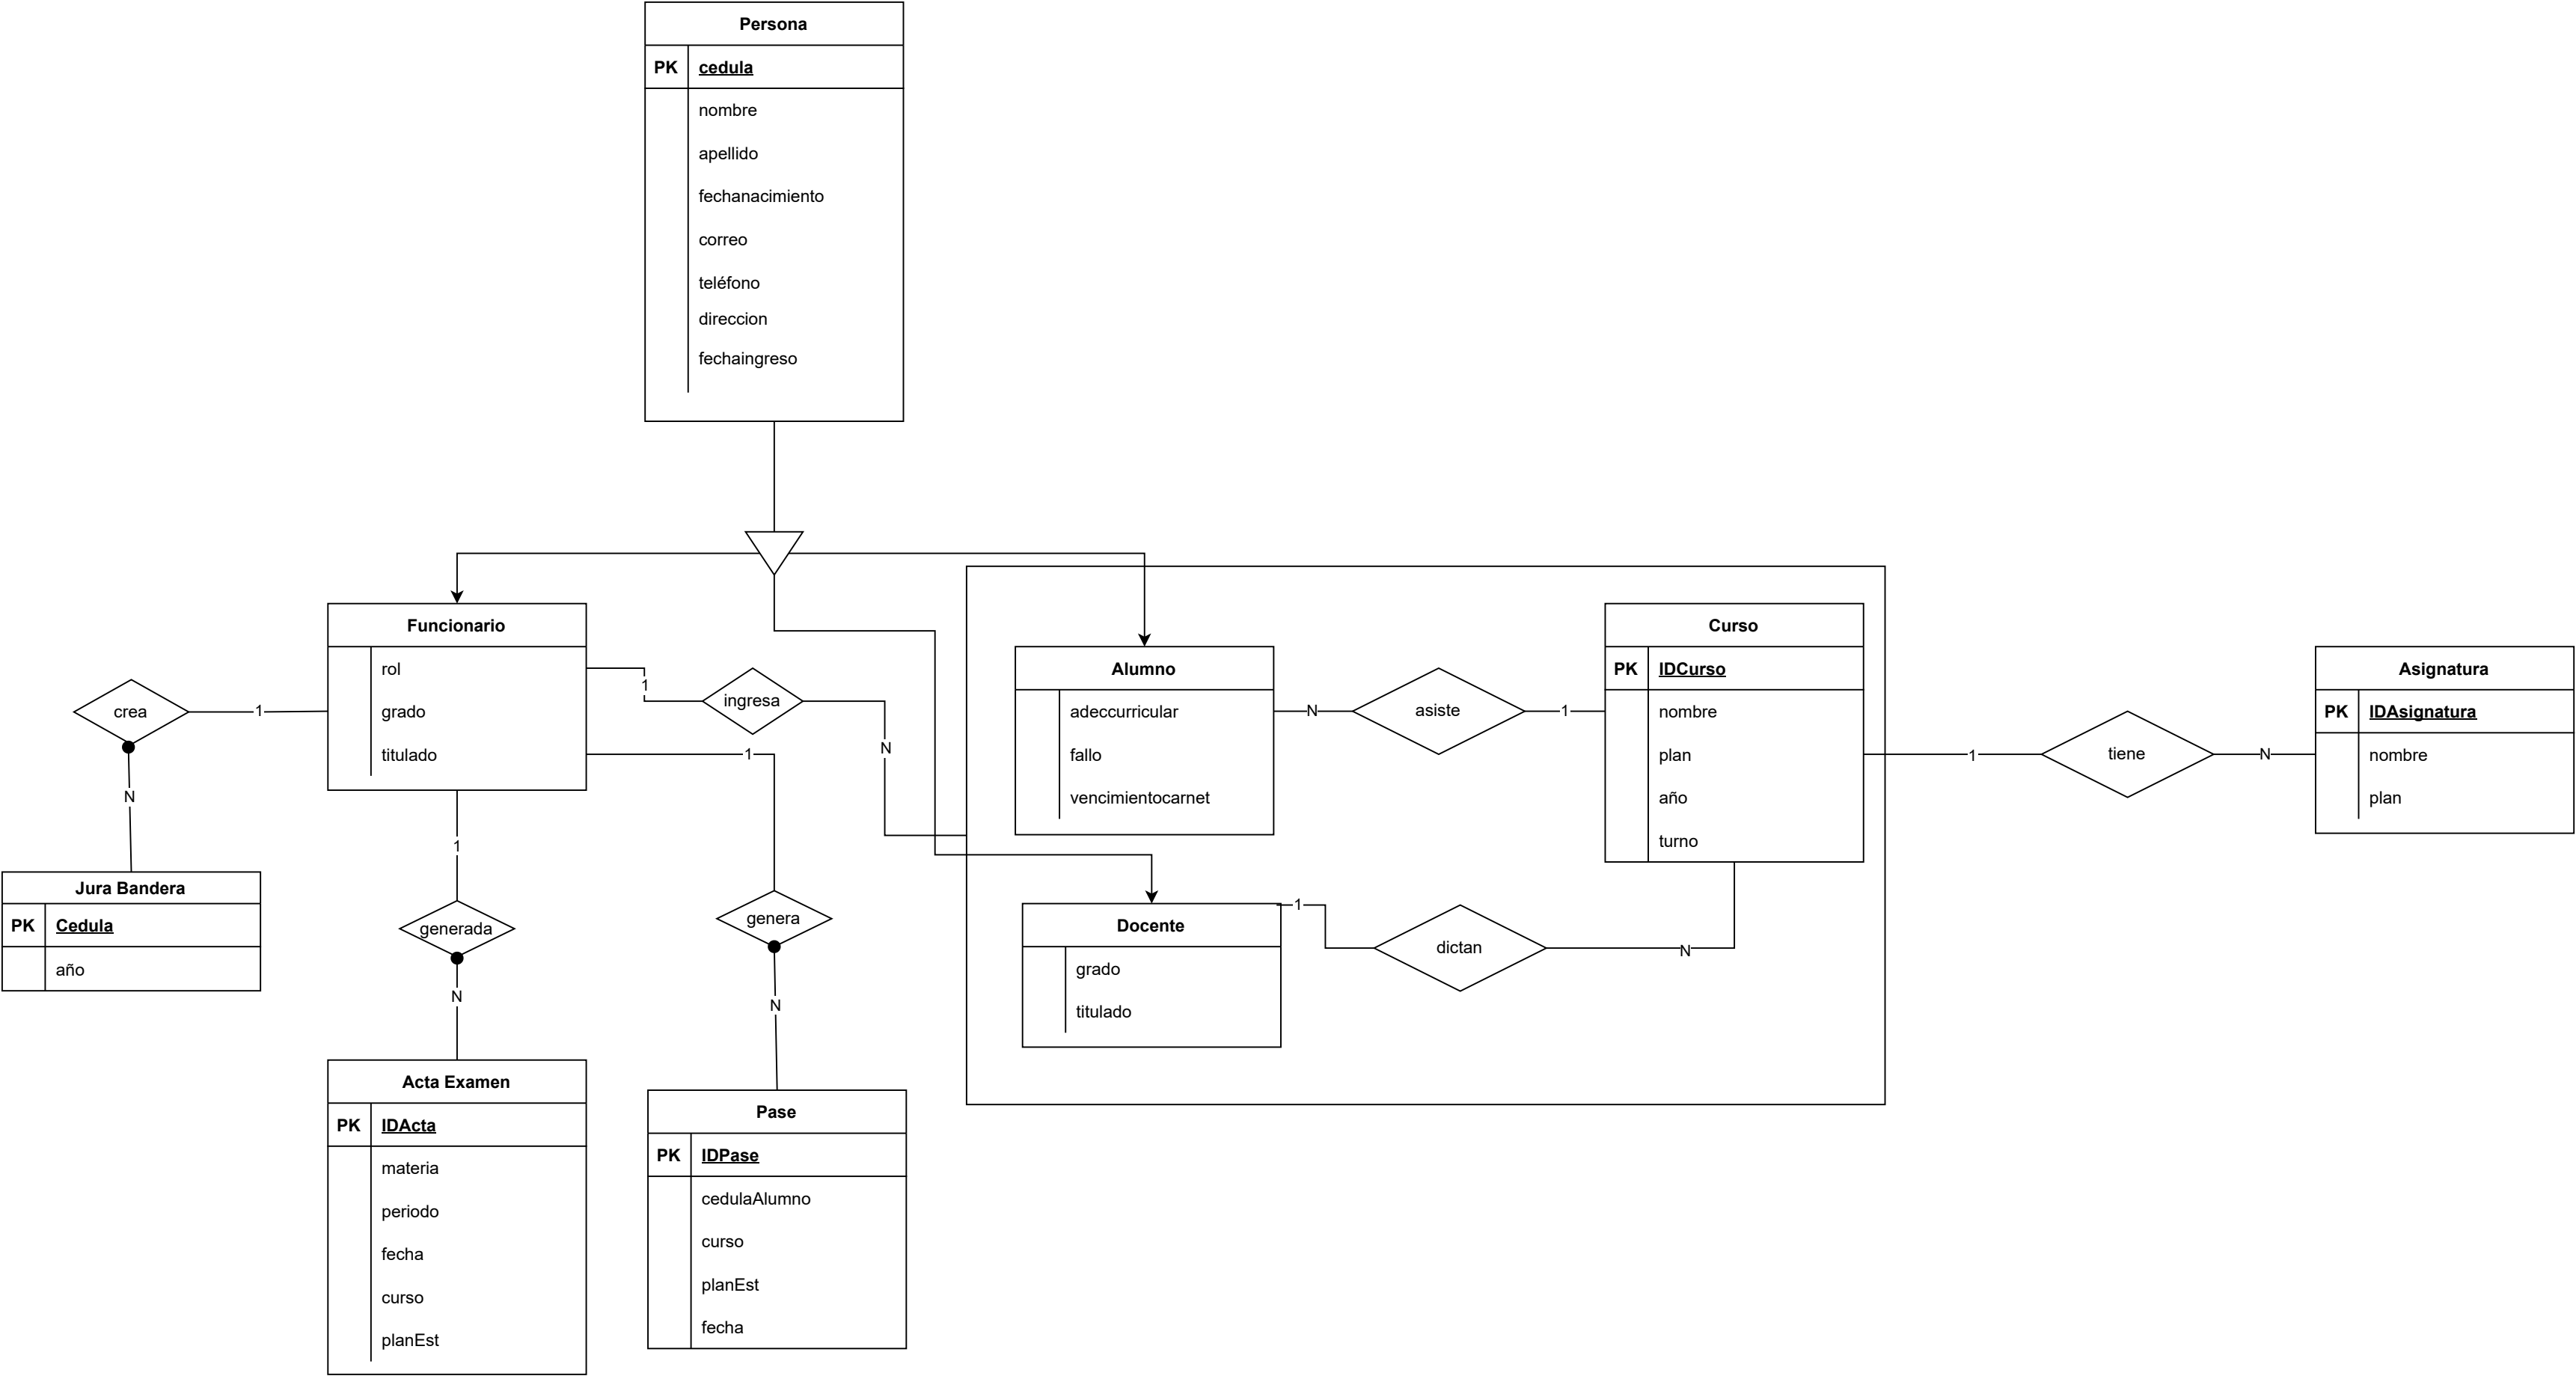 Persona
PK cedula
nombre
apellido
fechanacimiento
correo
teléfono
direccion
fechaingreso
Funcionario
rol
grado
titulado
crea
1
N
Jura Bandera
PK Cedula
año
1
generada
N
Acta Examen
PK IDActa
materia
periodo
fecha
curso
planEst
1
ingresa
N
1
genera
N
Pase
PK IDPase
cedulaAlumno
curso
planEst
fecha
Alumno
adeccurricular
fallo
vencimientocarnet
N
asiste
1
Curso
PK IDCurso
nombre
plan
año
turno
Docente
grado
titulado
1
dictan
N
1
tiene
N
Asignatura
PK IDAsignatura
nombre
plan